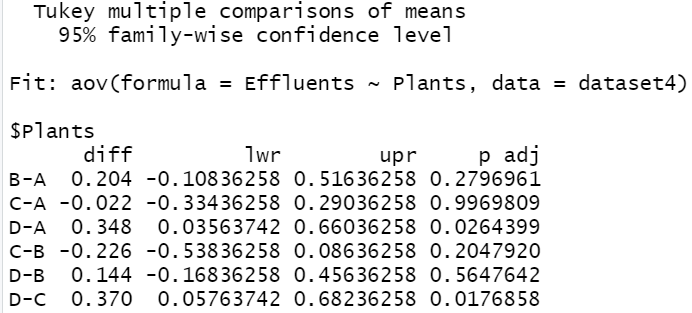 Tukey multiple comparisons of means
95% family-wise confidence level
Fit: aov(formula = Effluents ~ Plants, data = dataset4)
$Plants
diff lwr upr p adj
B-A 0.204 -0.10836258 0.51636258 0.2796961
C-A -0.022 -0.33436258 0.29036258 0.9969809
D-A 0.348 0.03563742 0.66036258 0.0264399
C-B -0.226 -0.53836258 0.08636258 0.2047920
D-B 0.144 -0.16836258 0.45636258 0.5647642
D-C 0.370 0.05763742 0.68236258 0.0176858